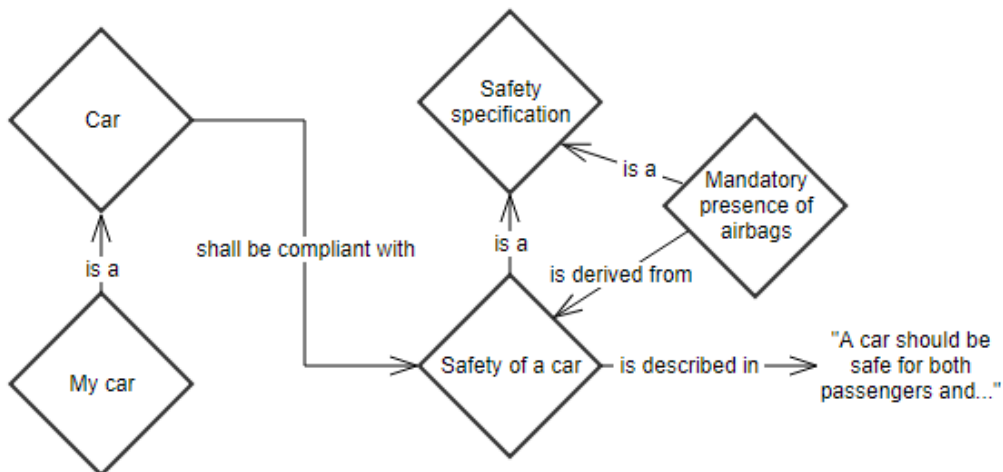 Car
Safety
specification
is a
Mandatory
presence of
airbags
shall be compliant with
is a
is a
is derived from
My car
Safety of a car
is described in
"A car should be
safe for both
passengers and..."